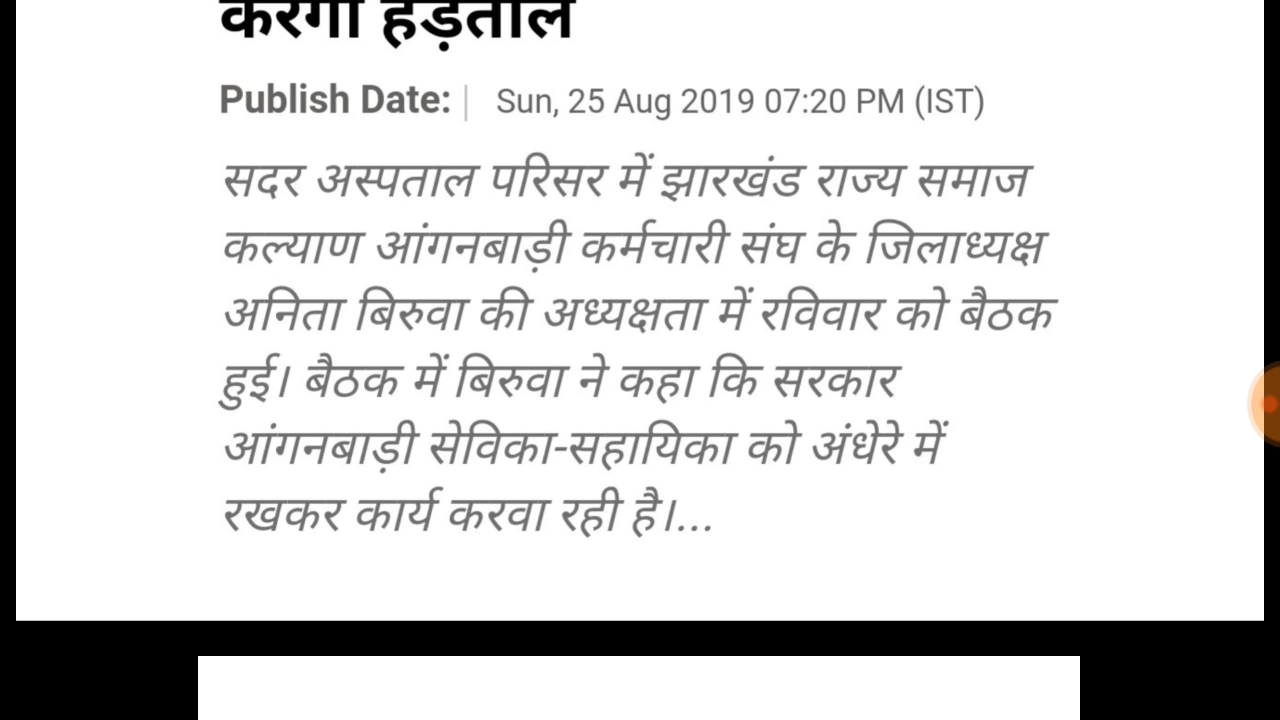 करेगा हड़ताल
Publish Date: | Sun, 25 Aug 2019 07:20 PM (IST)
सदर अस्पताल परिसर में झारखंड राज्य समाज
कल्याण आंगनबाड़ी कर्मचारी संघ के जिलाध्यक्ष
अनिता बिरुवा की अध्यक्षता में रविवार को बैठक
हुई। बैठक में बिरुवा ने कहा कि सरकार
आंगनबाड़ी सेविका-सहायिका को अंधेरे में
रखकर कार्य करवा रही है।...